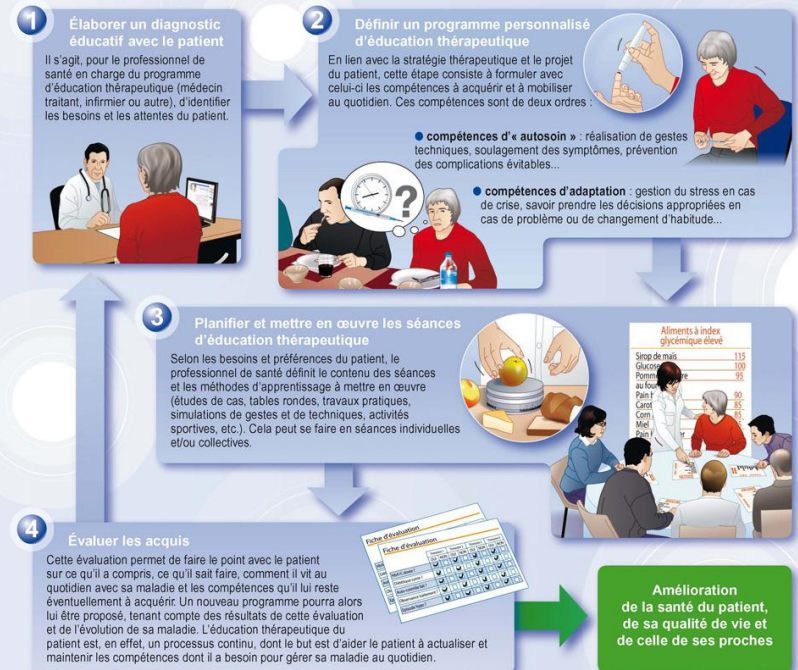 1
Élaborer un diagnostic
éducatif avec le patient
Il s'agit, pour le professionnel de
santé en charge du programme
d'éducation thérapeutique (médecin
traitant, infirmier ou autre), d'identifier
les besoins et les attentes du patient.
2
Définir un programme personnalisé
d'éducation thérapeutique
En lien avec la stratégie thérapeutique et le projet
du patient, cette étape consiste à formuler avec
celui-ci les compétences à acquérir et à mobiliser
au quotidien. Ces compétences sont de deux ordres :
● compétences d'« autosoin » : réalisation de gestes
techniques, soulagement des symptômes, prévention
des complications évitables...
● compétences d'adaptation : gestion du stress en cas
de crise, savoir prendre les décisions appropriées en
cas de problème ou de changement d'habitude...
?
3
Planifier et mettre en œuvre les séances
d'éducation thérapeutique
Selon les besoins et préférences du patient, le
professionnel de santé définit le contenu des séances
et les méthodes d'apprentissage à mettre en œuvre
(études de cas, tables rondes, travaux pratiques,
simulations de gestes et de techniques, activités
sportives, etc.). Cela peut se faire en séances individuelles
et/ou collectives.
Aliments à index
glycémique élevé
Sirop de maïs 115
Glucose 100
95
au four
90
85
Corn 85
Miel
4
Évaluer les acquis
Cette évaluation permet de faire le point avec le patient
sur ce qu'il a compris, ce qu'il sait faire, comment il vit au
quotidien avec sa maladie et les compétences qu'il lui reste
éventuellement à acquérir. Un nouveau programme pourra alors
lui être proposé, tenant compte des résultats de cette évaluation
et de l'évolution de sa maladie. L'éducation thérapeutique du
patient est, en effet, un processus continu, dont le but est d'aider le patient à actualiser et
maintenir les compétences dont il a besoin pour gérer sa maladie au quotidien.
Fiche d'évaluation
Fiche d'évaluation
Amélioration
de la santé du patient,
de sa qualité de vie et
de celle de ses proches